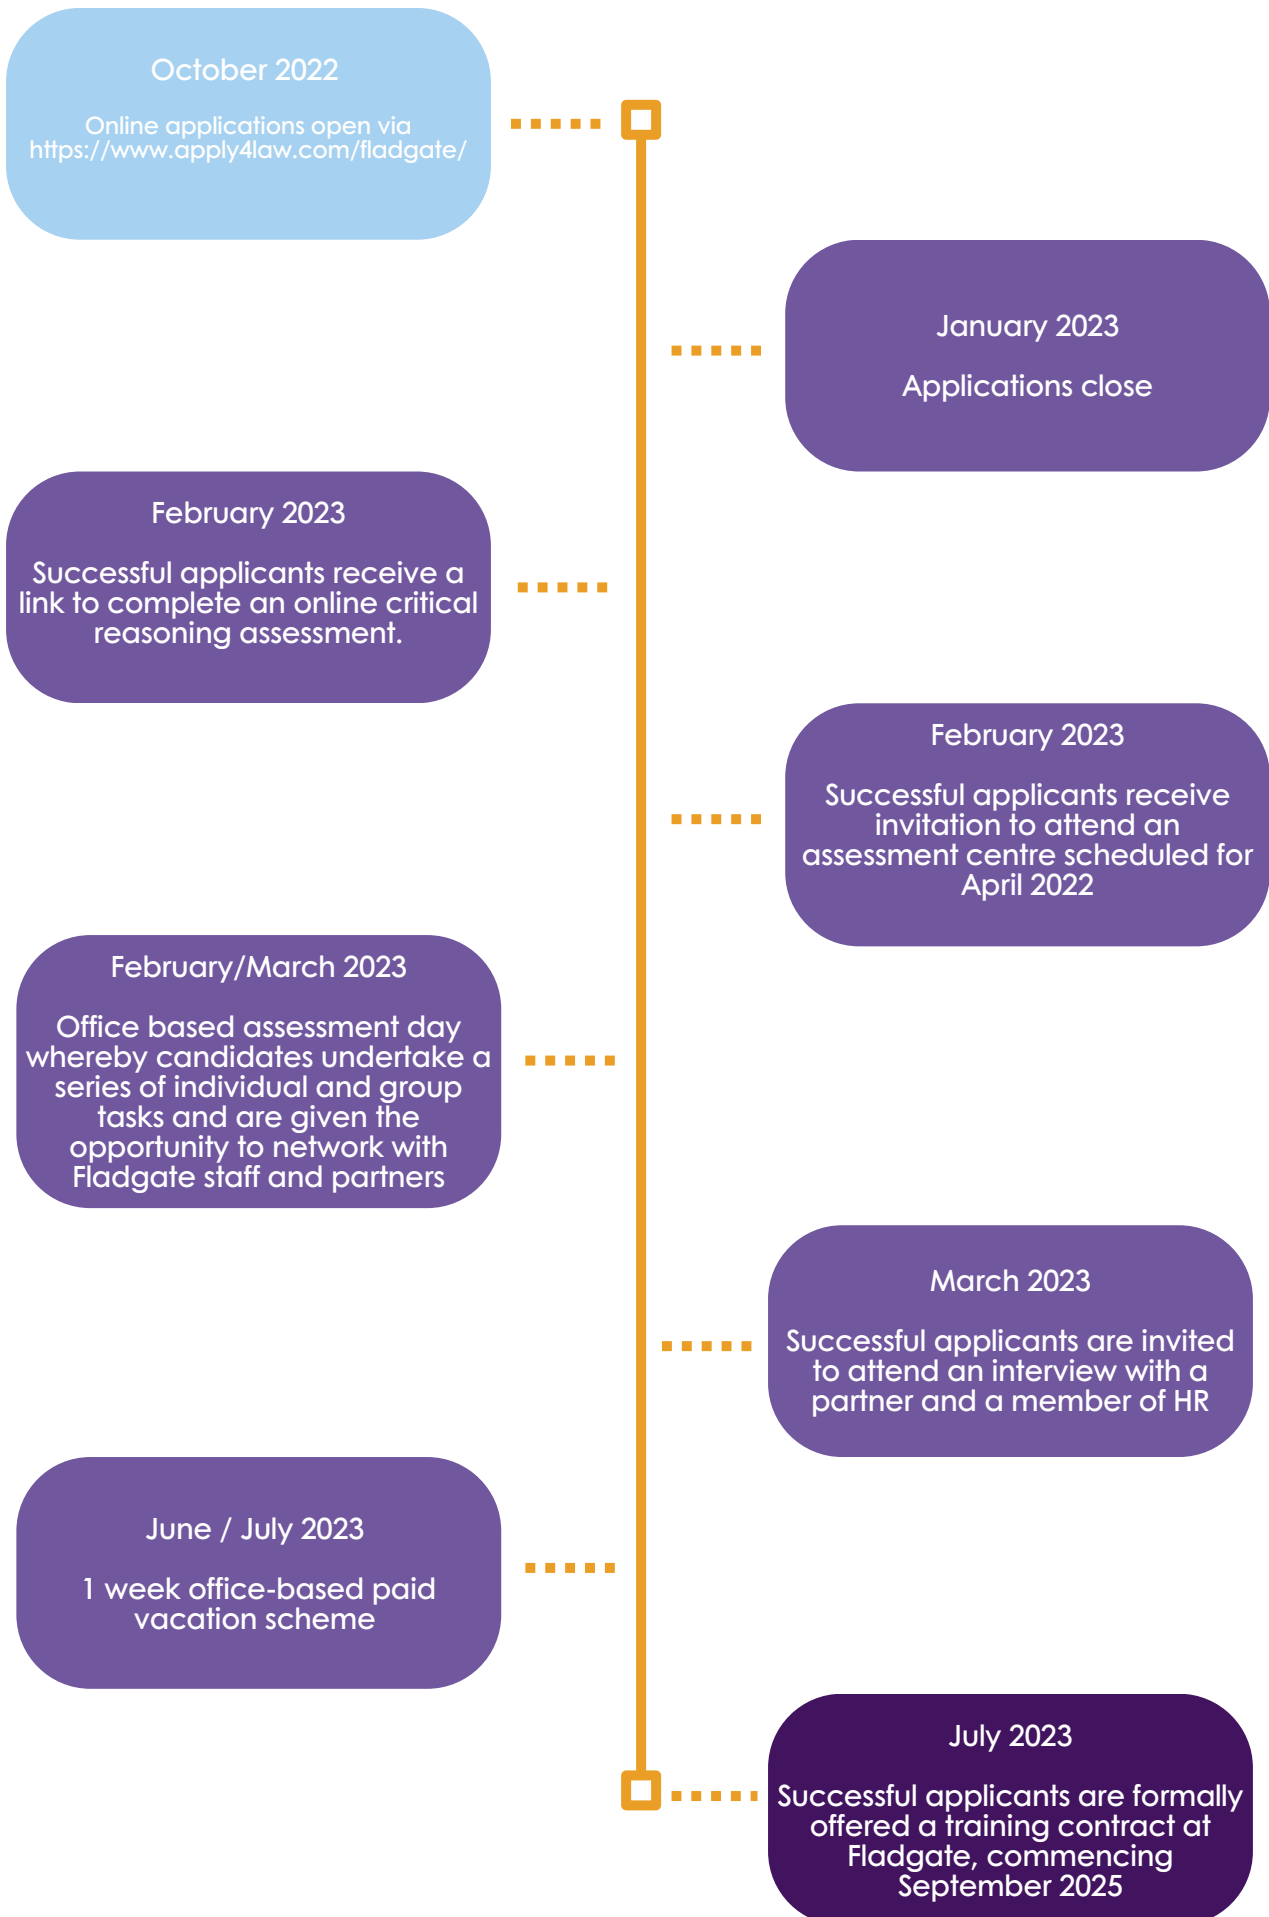 October 2022
Online applications open via
https://www.apply4law.com/fladgate/
January 2023
Applications close
February 2023
Successful applicants receive a
link to complete an online critical
reasoning assessment.
February 2023
Successful applicants receive
invitation to attend an
assessment centre scheduled for
April 2022
February/March 2023
Office based assessment day
whereby candidates undertake a
series of individual and group
tasks and are given the
opportunity to network with
Fladgate staff and partners
March 2023
Successful applicants are invited
to attend an interview with a
partner and a member of HR
June / July 2023
1 week office-based paid
vacation scheme
July 2023
Successful applicants are formally
offered a training contract at
Fladgate, commencing
September 2025